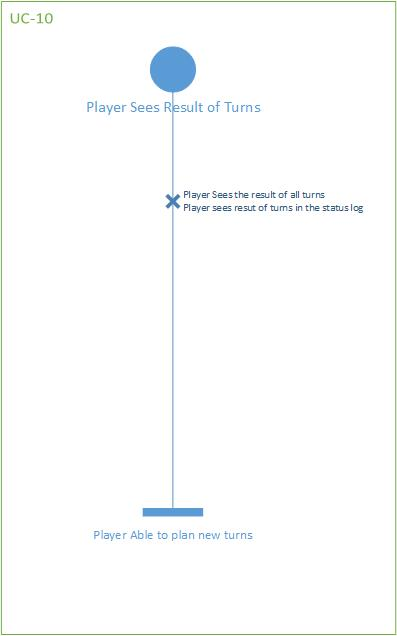 UC-10
Player Sees Result of Turns
Player Sees the result of all turns
Player sees resut of turns in the status log
Player Able to plan new turns